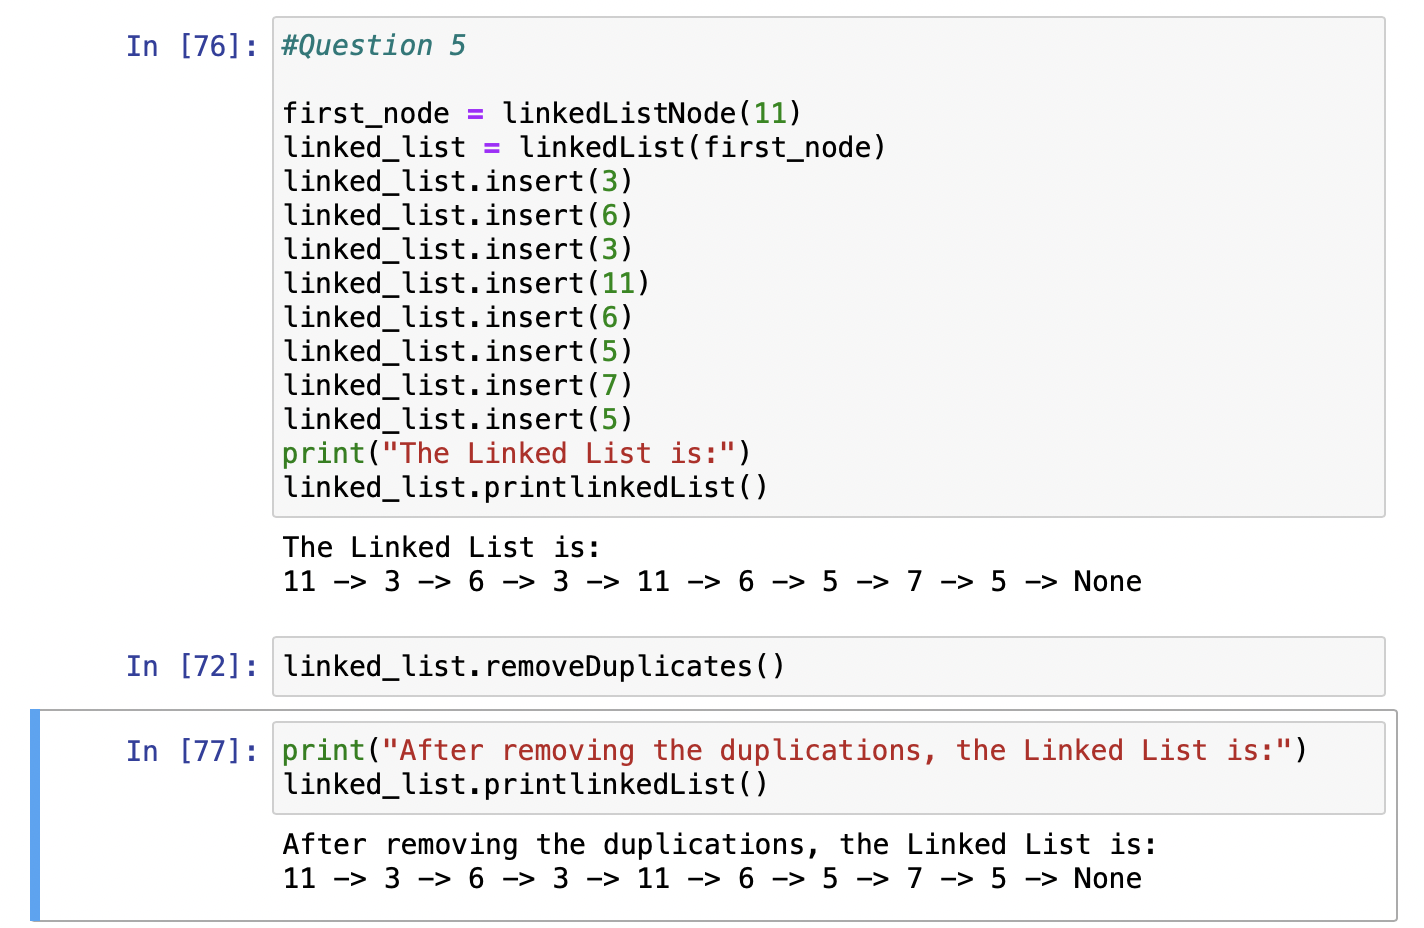 In [76]:
#Question 5
first_node = linkedListNode(11)
linked_list = linkedList(first_node)
linked_list.insert(3)
linked_list.insert(6)
linked_list.insert(3)
linked_list.insert(11)
linked_list.insert(6)
linked_list.insert(5)
linked_list.insert(7)
linked_list.insert(5)
print("The Linked List is:")
linked_list.printlinkedList()
The Linked List is:
11 -> 3 -> 6 -> 3 -> 11 -> 6 -> 5 -> 7 -> 5 -> None
In [72]:
linked_list.removeDuplicates()
In [77]:
print("After removing the duplications, the Linked List is:")
linked_list.printlinkedList()
After removing the duplications, the Linked List is:
11 -> 3 -> 6 -> 3 -> 11 -> 6 -> 5 -> 7 -> 5 -> None